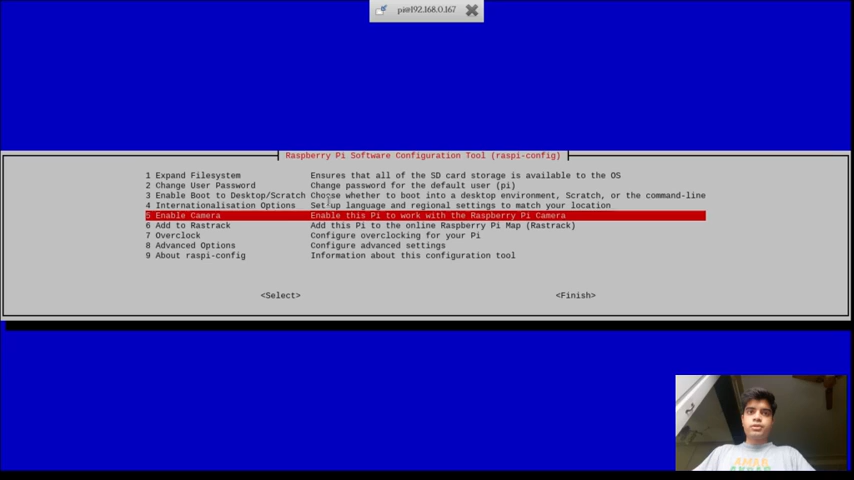 pi@192.168.0.167
Raspberry Pi Software Configuration Tool (raspi-config)
1 Expand Filesystem Ensures that all of the SD card storage is available to the OS
2 Change User Password Change password for the default user (pi)
3 Enable Boot to Desktop/Scratch Choose whether to boot into a desktop environment, Scratch, or the command-line
4 Internationalisation Options Set up language and regional settings to match your location
5 Enable Camera Enable this Pi to work with the Raspberry Pi Camera
6 Add to Rastrack Add this Pi to the online Raspberry Pi Map (Rastrack)
7 Overclock Configure overclocking for your Pi
8 Advanced Options Configure advanced settings
9 About raspi-config Information about this configuration tool
<Select> <Finish>
AMAN